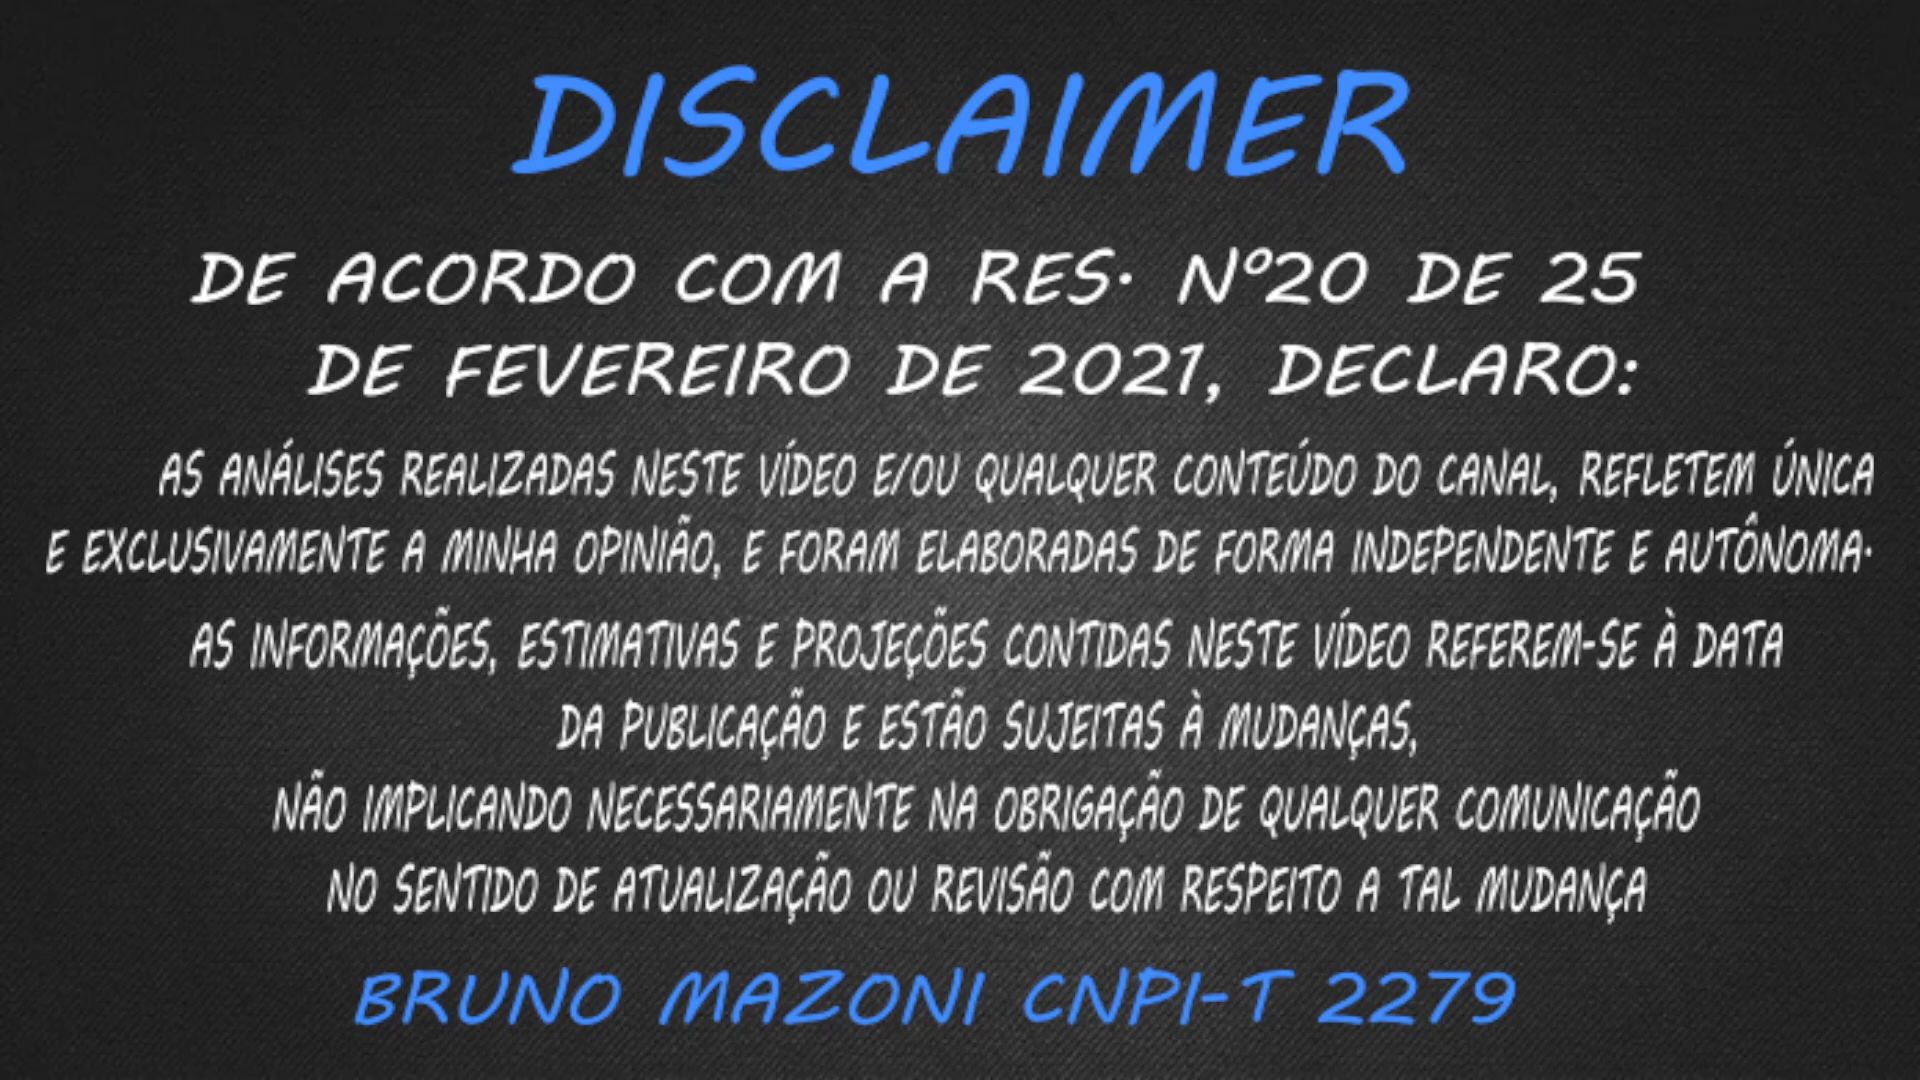 DISCLAIMER
DE ACORDO COM A RES. Nº20 DE 25
DE FEVEREIRO DE 2021, DECLARO:
AS ANÁLISES REALIZADAS NESTE VÍDEO E/OU QUALQUER CONTEÚDO DO CANAL, REFLETEM ÚNICA
E EXCLUSIVAMENTE A MINHA OPINIÃO, E FORAM ELABORADAS DE FORMA INDEPENDENTE E AUTÔNOMA.
AS INFORMAÇÕES, ESTIMATIVAS E PROJEÇÕES CONTIDAS NESTE VÍDEO REFEREM-SE À DATA
DA PUBLICAÇÃO E ESTÃO SUJEITAS À MUDANÇAS,
NÃO IMPLICANDO NECESSARIAMENTE NA OBRIGAÇÃO DE QUALQUER COMUNICAÇÃO
NO SENTIDO DE ATUALIZAÇÃO OU REVISÃO COM RESPEITO A TAL MUDANÇA
BRUNO MAZONI CNPI-T 2279